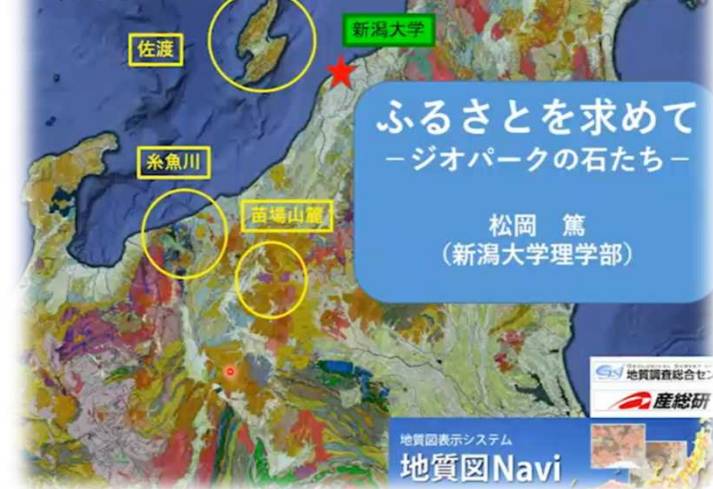 佐渡
新潟大学
糸魚川
苗場山麓
ふるさとを求めて
－ジオパークの石たち－
松岡 篤
（新潟大学理学部）
地質調査総合セン
産総研
地質図表示システム
地質図Navi